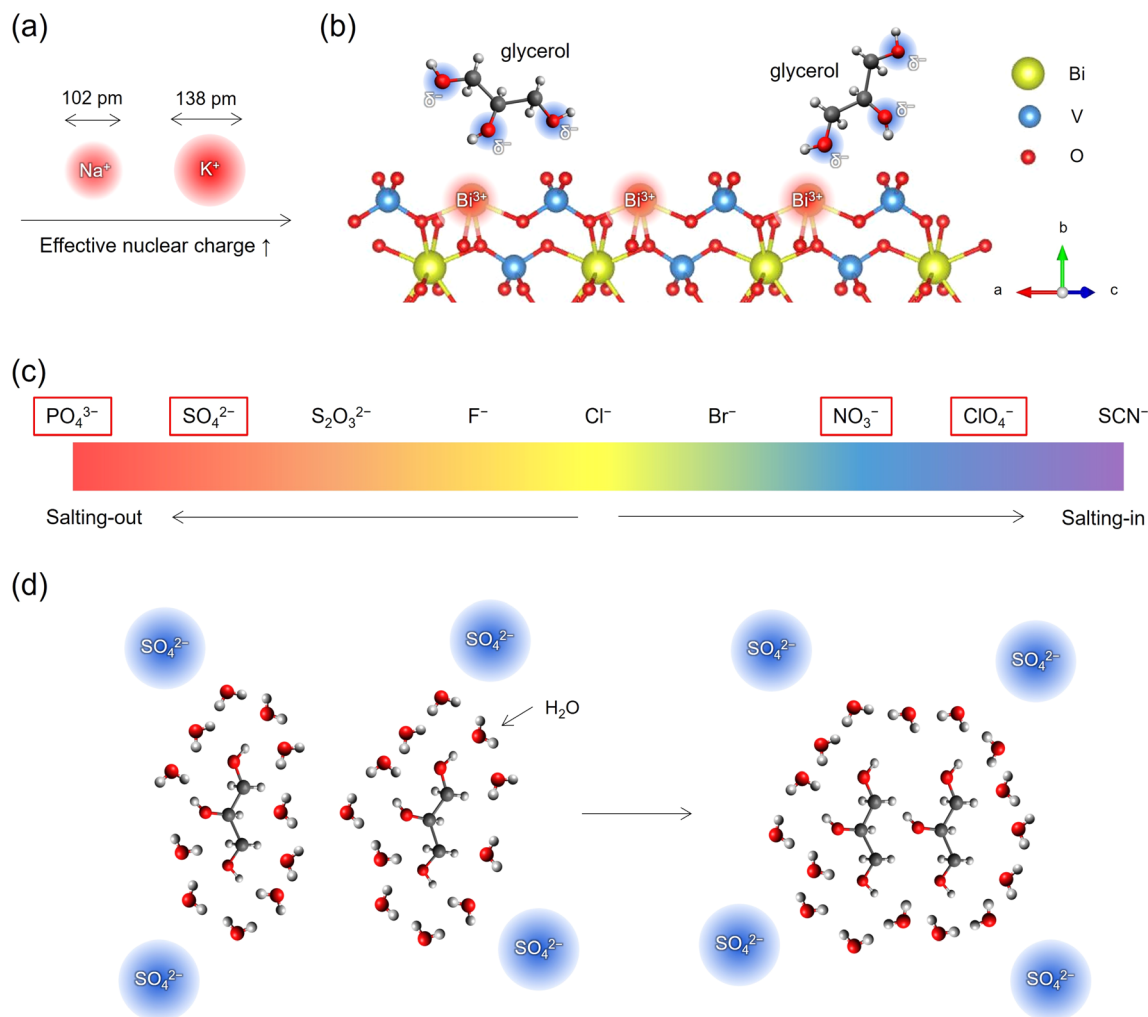 (a)
102 pm 138 pm
Na⁺ K⁺
Effective nuclear charge ↑
(b)
glycerol
δ⁻ δ⁻ δ⁻
glycerol
δ⁻ δ⁻ δ⁻
Bi³⁺ Bi³⁺ Bi³⁺
Bi
V
O
b
a c
(c)
PO₄³⁻ SO₄²⁻ S₂O₃²⁻ F⁻ Cl⁻ Br⁻ NO₃⁻ ClO₄⁻ SCN⁻
Salting-out Salting-in
(d)
SO₄²⁻ SO₄²⁻ SO₄²⁻ SO₄²⁻
H₂O
SO₄²⁻ SO₄²⁻ SO₄²⁻ SO₄²⁻